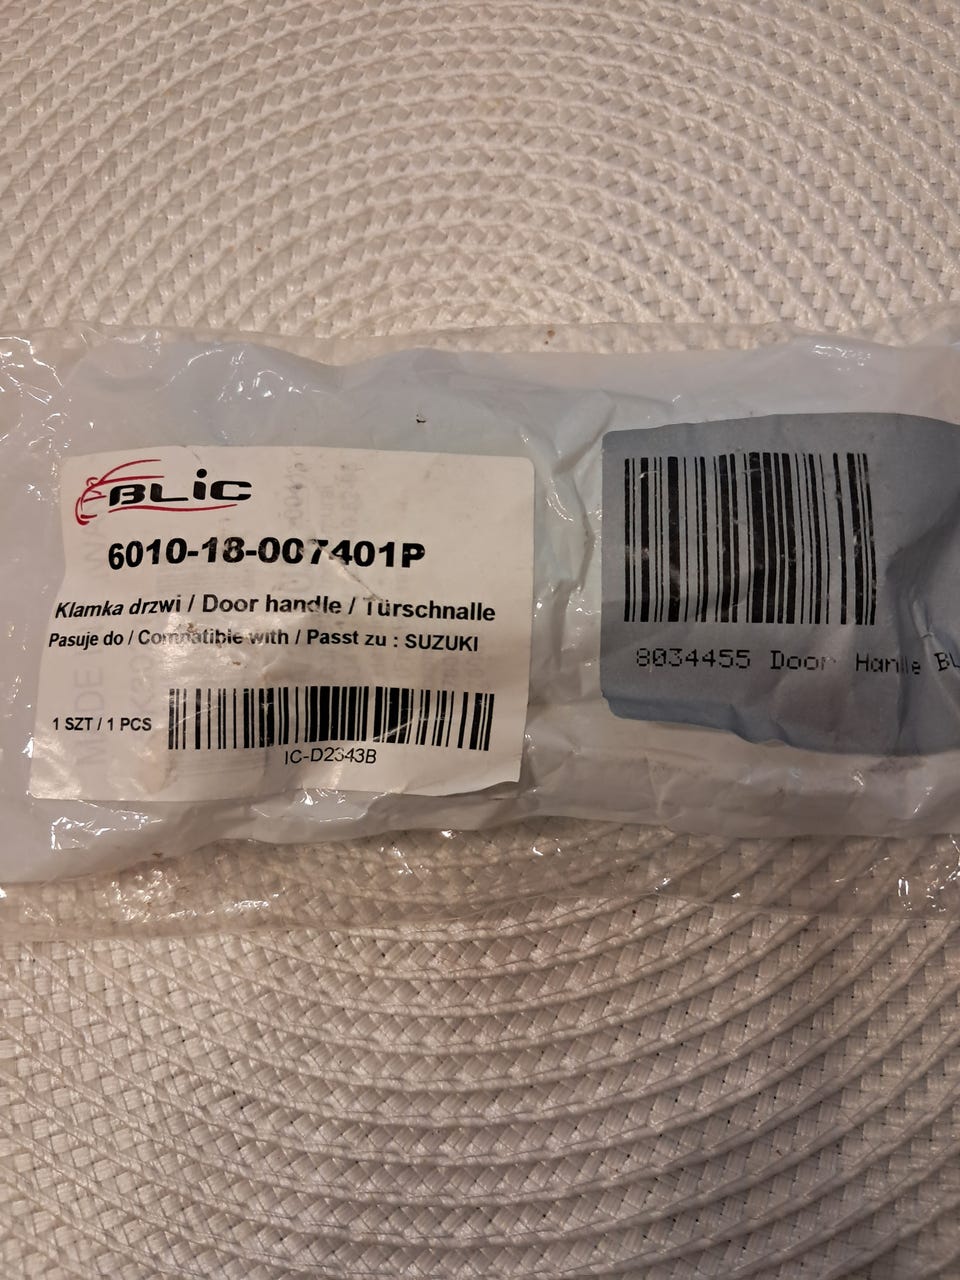 BLiC
6010-18-007401P
Klamka drzwi / Door handle / Türschnalle
Pasuje do / Compatible with / Passt zu : SUZUKI
1 SZT / 1 PCS
IC-D2343B
8034455 Door Handle BL